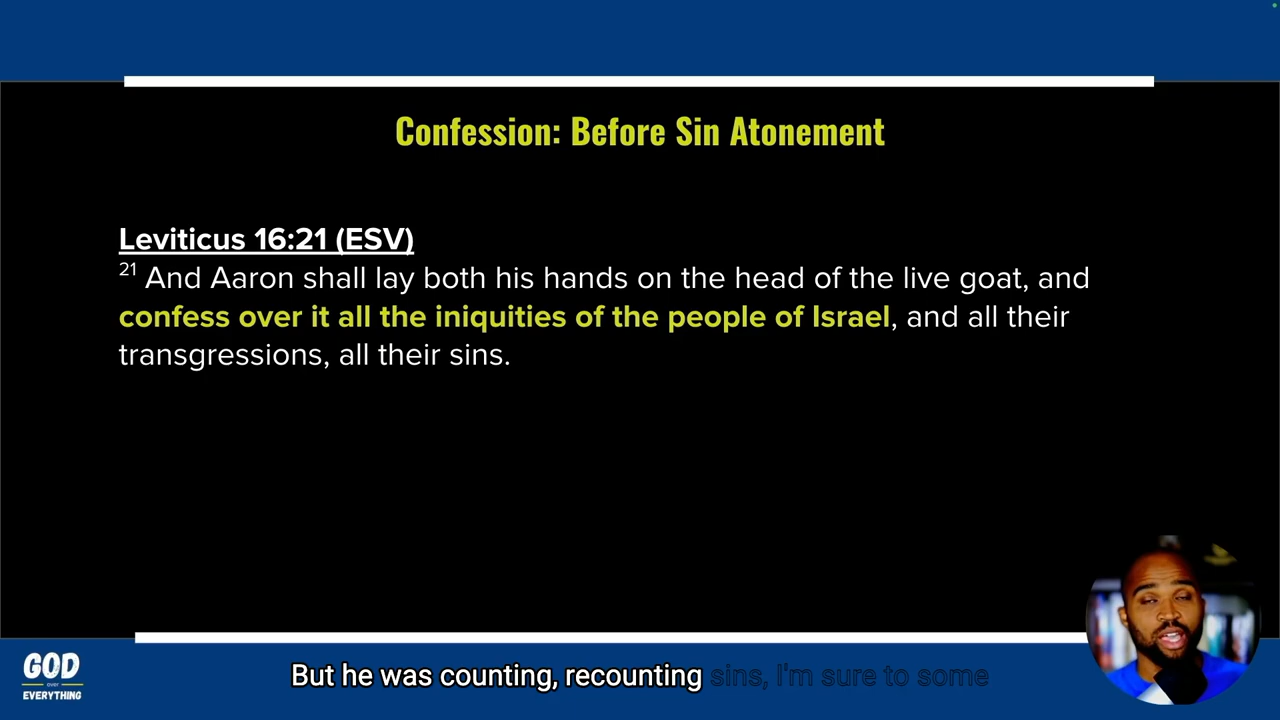 Confession: Before Sin Atonement
Leviticus 16:21 (ESV)
21 And Aaron shall lay both his hands on the head of the live goat, and
confess over it all the iniquities of the people of Israel, and all their
transgressions, all their sins.
GOD
over
EVERYTHING
But he was counting, recounting sins, I'm sure to some